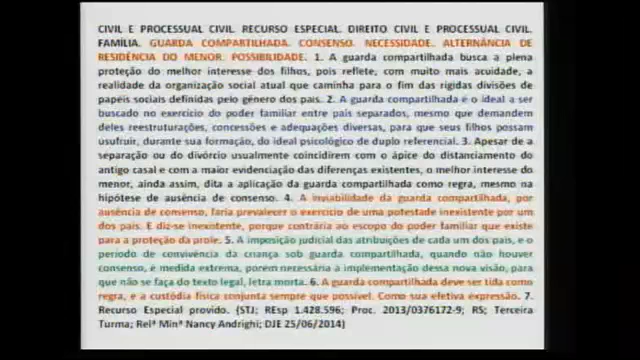 CIVIL E PROCESSUAL CIVIL. RECURSO ESPECIAL. DIREITO CIVIL E PROCESSUAL CIVIL.
FAMÍLIA. GUARDA COMPARTILHADA. CONSENSO. NECESSIDADE. ALTERNÂNCIA DE
RESIDÊNCIA DO MENOR. POSSIBILIDADE. 1. A guarda compartilhada busca a plena
proteção do melhor interesse dos filhos, pois reflete, com muito mais acuidade, a
realidade da organização social atual que caminha para o fim das rígidas divisões de
papéis sociais definidas pelo gênero dos pais. 2. A guarda compartilhada é o ideal a ser
buscado no exercício do poder familiar entre pais separados, mesmo que demandem
deles reestruturações, concessões e adequações diversas, para que seus filhos possam
usufruir, durante sua formação, do ideal psicológico de duplo referencial. 3. Apesar de a
separação ou do divórcio usualmente coincidirem com o ápice do distanciamento do
antigo casal e com a maior evidenciação das diferenças existentes, o melhor interesse do
menor, ainda assim, dita a aplicação da guarda compartilhada como regra, mesmo na
hipótese de ausência de consenso. 4. A inviabilidade da guarda compartilhada, por
ausência de consenso, faria prevalecer o exercício de uma potestade inexistente por um
dos pais. E diz-se inexistente, porque contrária ao escopo do poder familiar que existe
para a proteção da prole. 5. A imposição judicial das atribuições de cada um dos pais, e o
período de convivência da criança sob guarda compartilhada, quando não houver
consenso, é medida extrema, porém necessária à implementação dessa nova visão, para
que não se faça do texto legal, letra morta. 6. A guarda compartilhada deve ser tida como
regra, e a custódia física conjunta sempre que possível. Como sua efetiva expressão. 7.
Recurso Especial provido. (STJ; REsp 1.428.596; Proc. 2013/0376172-9; RS; Terceira
Turma; Relª Minª Nancy Andrighi; DJE 25/06/2014)